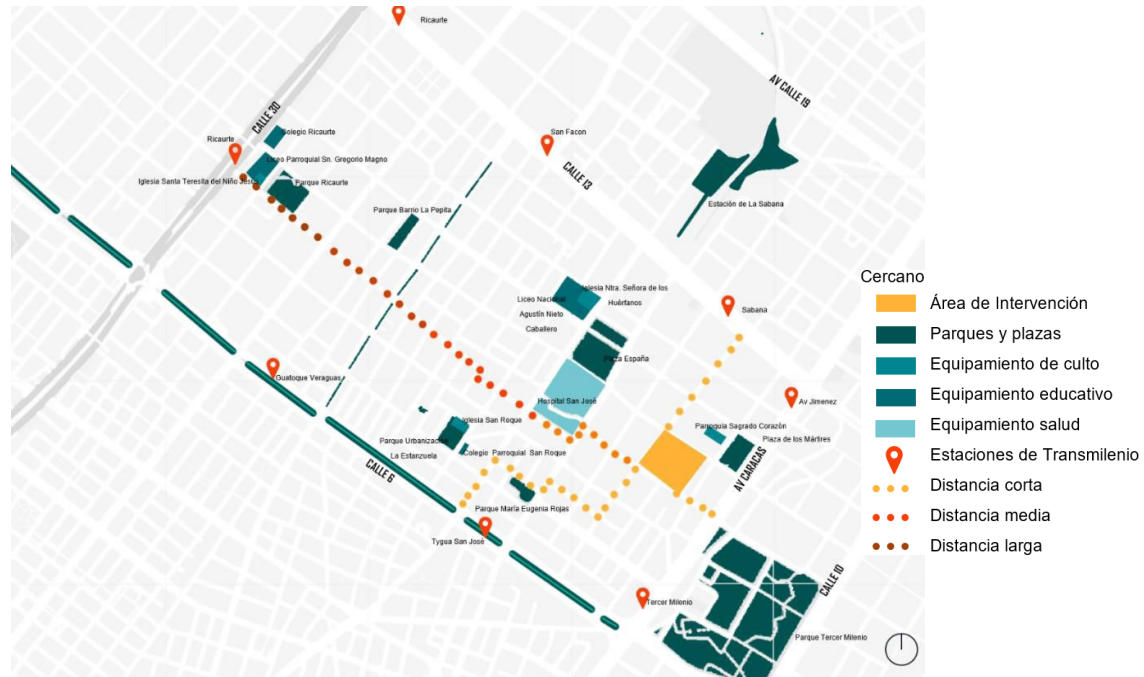 Ricaurte
AV CALLE 19
CALLE 30
Colegio Ricaurte
San Facon
Ricaurte
Liceo Parroquial Sn. Gregorio Magno
CALLE 13
Iglesia Santa Teresita del Niño Jesús
Parque Ricaurte
Estación de La Sabana
Parque Barrio La Pepita
Iglesia Ntra. Señora de los
Huérfanos
Liceo Nacional
Agustín Nieto
Caballero
Sabana
Plaza España
Guatoque Veraguas
Hospital San José
Av Jimenez
Iglesia San Roque
Parroquia Sagrado Corazòn
Plaza de los Mártires
Parque Urbanización
La Estanzuela
Colegio Parroquial San Roque
AV CARACAS
CALLE 6
Parque María Eugenia Rojas
Tygua San José
CALLE 10
Tercer Milenio
Parque Tercer Milenio
Cercano
Área de Intervención
Parques y plazas
Equipamiento de culto
Equipamiento educativo
Equipamiento salud
Estaciones de Transmilenio
Distancia corta
Distancia media
Distancia larga